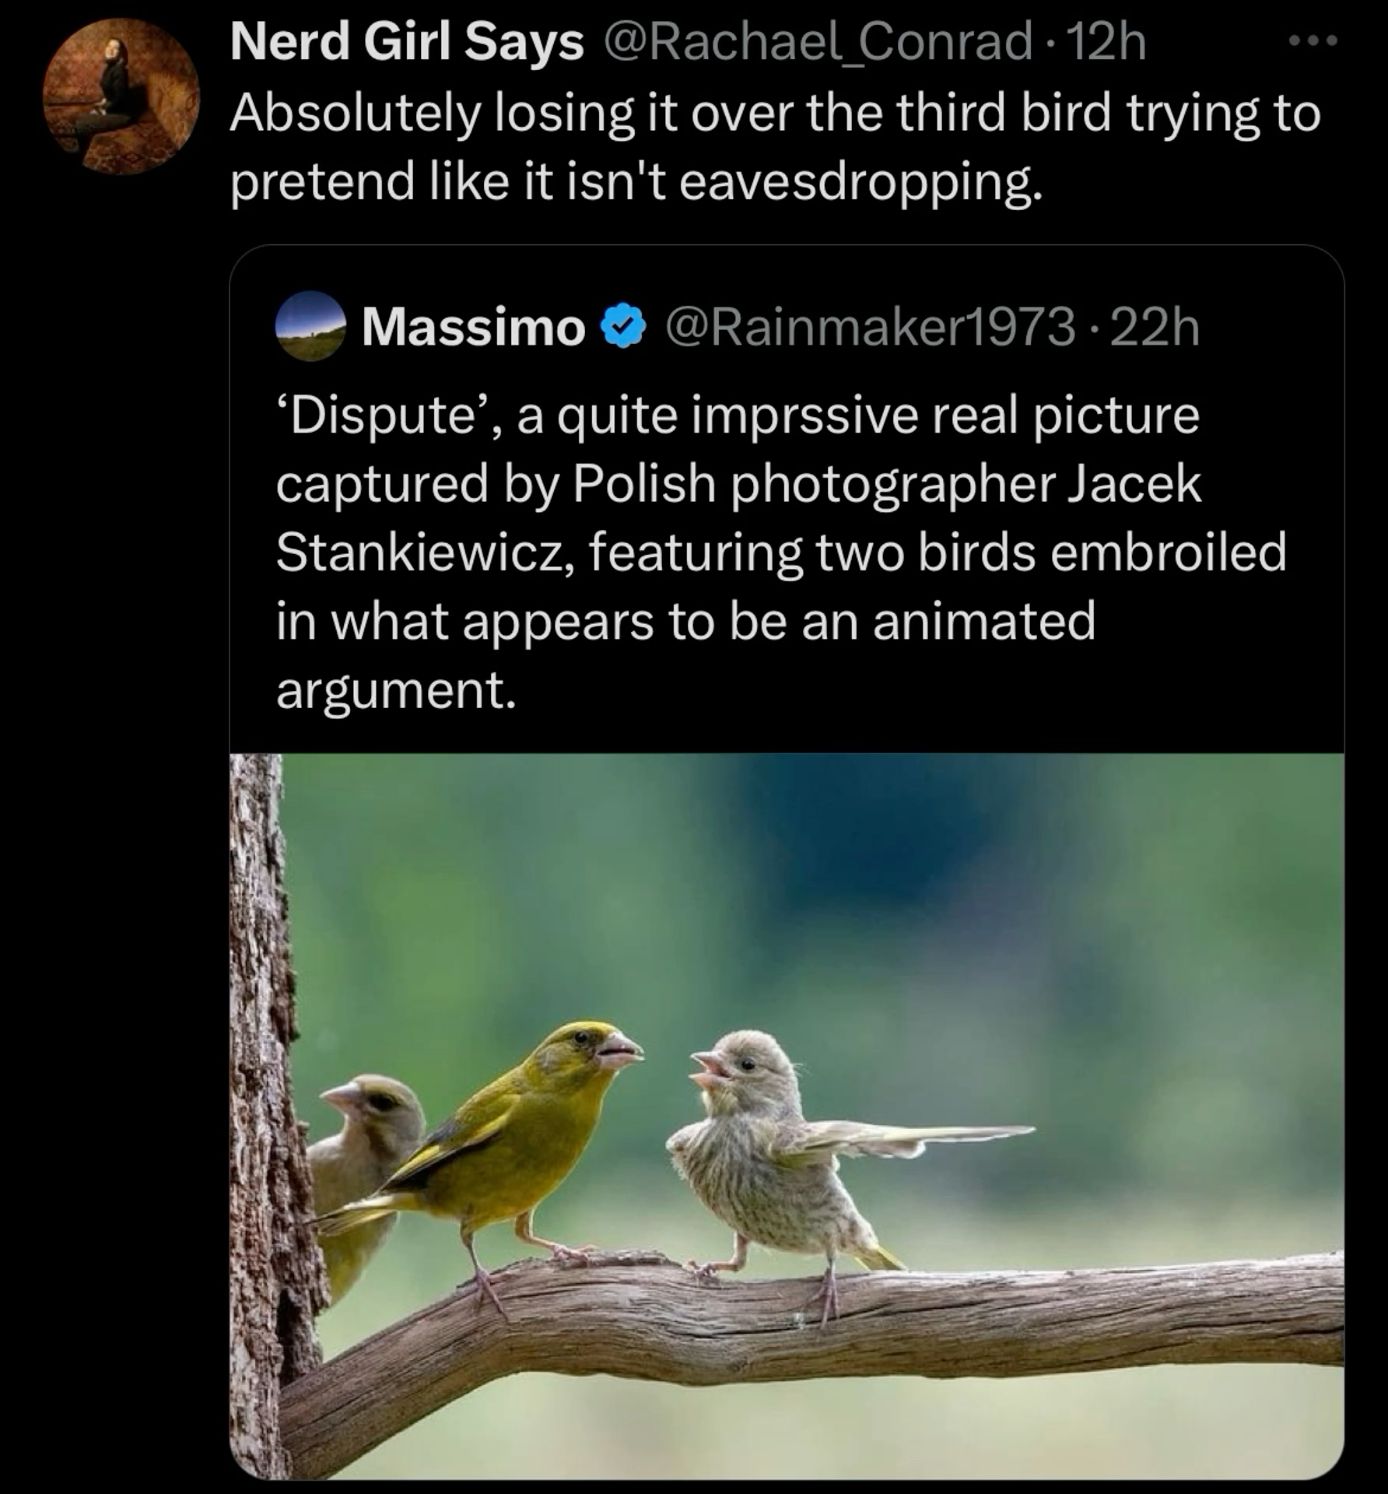 Nerd Girl Says @Rachael_Conrad · 12h
Absolutely losing it over the third bird trying to
pretend like it isn't eavesdropping.
Massimo @Rainmaker1973 · 22h
‘Dispute’, a quite imprssive real picture
captured by Polish photographer Jacek
Stankiewicz, featuring two birds embroiled
in what appears to be an animated
argument.